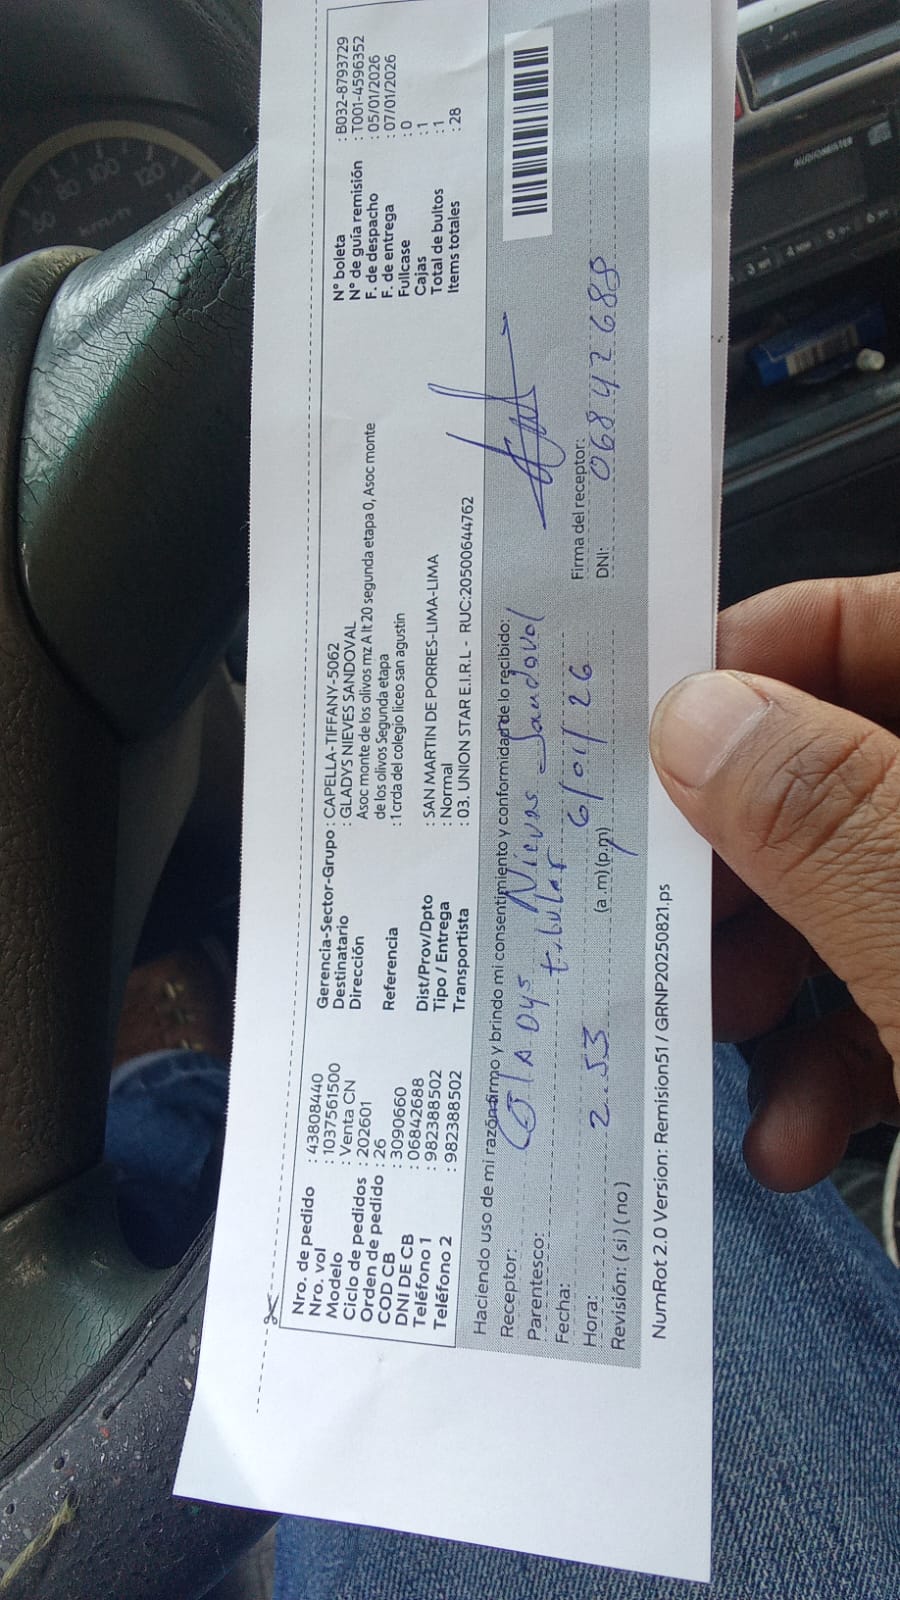 Nro. de pedido : 43808440
Nro. vol : 1037561500
Modelo : Venta CN
Ciclo de pedidos : 202601
Orden de pedido : 26
COD CB : 3090660
DNI DE CB : 06842688
Teléfono 1 : 982388502
Teléfono 2 : 982388502
Gerencia-Sector-Grupo : CAPELLA-TIFFANY-5062
Destinatario : GLADYS NIEVES SANDOVAL
Dirección Asoc monte de los olivos mz A lt 20 segunda etapa 0, Asoc monte
de los olivos Segunda etapa
Referencia : 1 crda del colegio liceo san agustin
Dist/Prov/Dpto : SAN MARTIN DE PORRES-LIMA-LIMA
Tipo / Entrega : Normal
Transportista : 03. UNION STAR E.I.R.L - RUC:20500644762
N° boleta : B032-8793729
N° de guía remisión : T001-4596352
F. de despacho : 05/01/2026
F. de entrega : 07/01/2026
Fullcase : 0
Cajas : 1
Total de bultos : 1
Items totales : 28
Haciendo uso de mi razón firmo y brindo mi consentimiento y conformidad de lo recibido:
Receptor: GlADyS Nieves Sandoval
Parentesco: titular
Fecha: 6/01/26
Firma del receptor:
Hora: 2.53 (a.m)(p.m)
DNI: 06842688
Revisión: ( si ) ( no )
NumRot 2.0 Version: Remision51 / GRNP20250821.ps
60
80
100
120
140
km/h